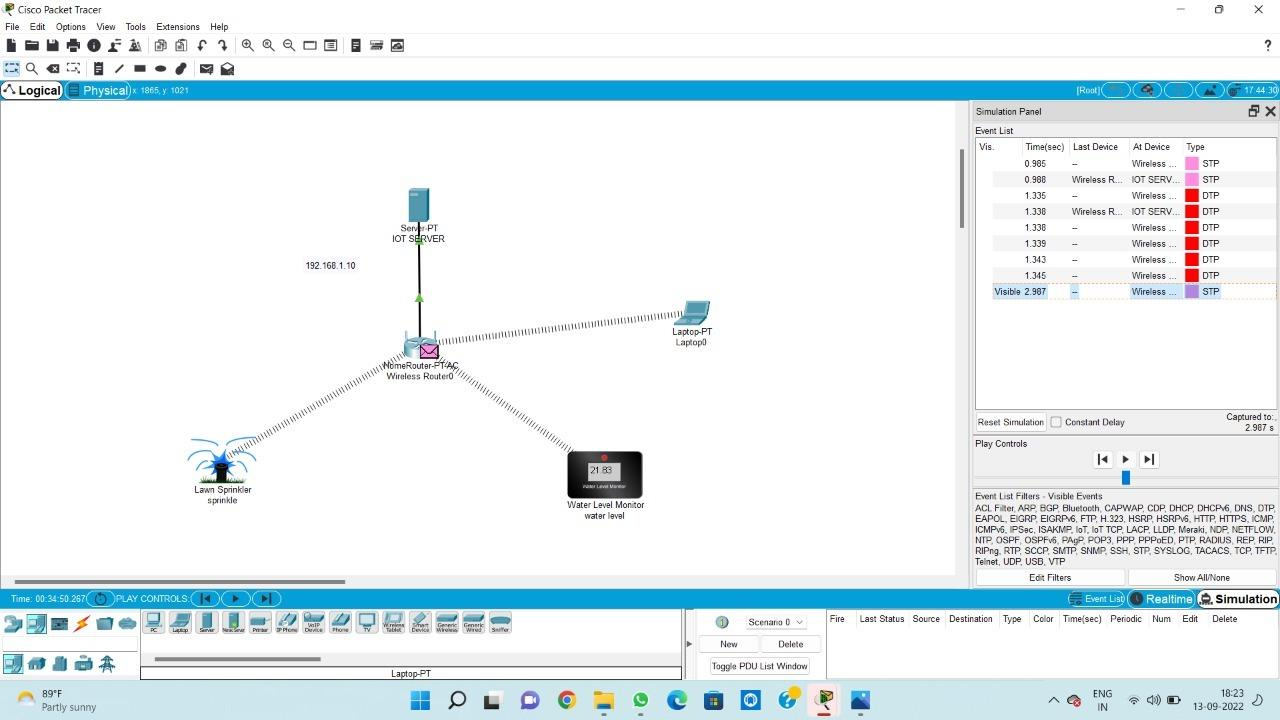 Cisco Packet Tracer
File Edit Options View Tools Extensions Help
?
Logical Physical x: 1865, y: 1021 [Root] 17:44:30
Simulation Panel
Event List
Vis. Time(sec) Last Device At Device Type
0.985 -- Wireless ... STP
0.988 Wireless R... IOT SERV... STP
1.335 -- Wireless ... DTP
1.338 Wireless R... IOT SERV... DTP
1.338 -- Wireless ... DTP
1.339 -- Wireless ... DTP
1.343 -- Wireless ... DTP
1.345 -- Wireless ... DTP
Visible 2.987 -- Wireless ... STP
Server-PT
IOT SERVER
192.168.1.10
Laptop-PT
Laptop0
HomeRouter-PT-AC
Wireless Router0
Lawn Sprinkler
sprinkle
21.83
Water Level Monitor
Water Level Monitor
water level
Reset Simulation Constant Delay Captured to:
2.987 s
Play Controls
Event List Filters - Visible Events
ACL Filter, ARP, BGP, Bluetooth, CAPWAP, CDP, DHCP, DHCPv6, DNS, DTP,
EAPOL, EIGRP, EIGRPv6, FTP, H.323, HSRP, HSRPv6, HTTP, HTTPS, ICMP,
ICMPv6, IPSec, ISAKMP, IoT, IoT TCP, LACP, LLDP, Meraki, NDP, NETFLOW,
NTP, OSPF, OSPFv6, PAgP, POP3, PPP, PPPoED, PTP, RADIUS, REP, RIP,
RIPng, RTP, SCCP, SMTP, SNMP, SSH, STP, SYSLOG, TACACS, TCP, TFTP,
Telnet, UDP, USB, VTP
Edit Filters Show All/None
Time: 00:34:50.267 PLAY CONTROLS: Event List Realtime Simulation
PC Laptop Server Printer IP Phone VoIP Device Phone TV Wireless Tablet Smart Device Generic Wireless Generic Wired Sniffer
Laptop-PT
Scenario 0
New Delete
Toggle PDU List Window
Fire Last Status Source Destination Type Color Time(sec) Periodic Num Edit Delete
89°F
Partly sunny
ENG
IN
18:23
13-09-2022